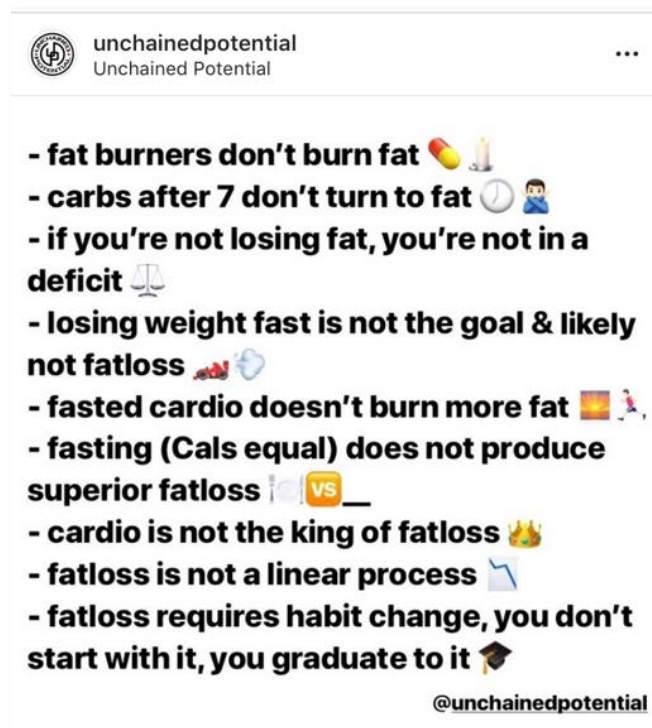 unchainedpotential
Unchained Potential
- fat burners don't burn fat 💊🕯️
- carbs after 7 don't turn to fat 🕖🙅🏻‍♂️
- if you're not losing fat, you're not in a
deficit ⚖️
- losing weight fast is not the goal & likely
not fatloss 🏎️💨
- fasted cardio doesn't burn more fat 🌅🏃🏻‍♂️
- fasting (Cals equal) does not produce
superior fatloss 🍽️🆚__
- cardio is not the king of fatloss 👑
- fatloss is not a linear process 📉
- fatloss requires habit change, you don't
start with it, you graduate to it 🎓
@unchainedpotential